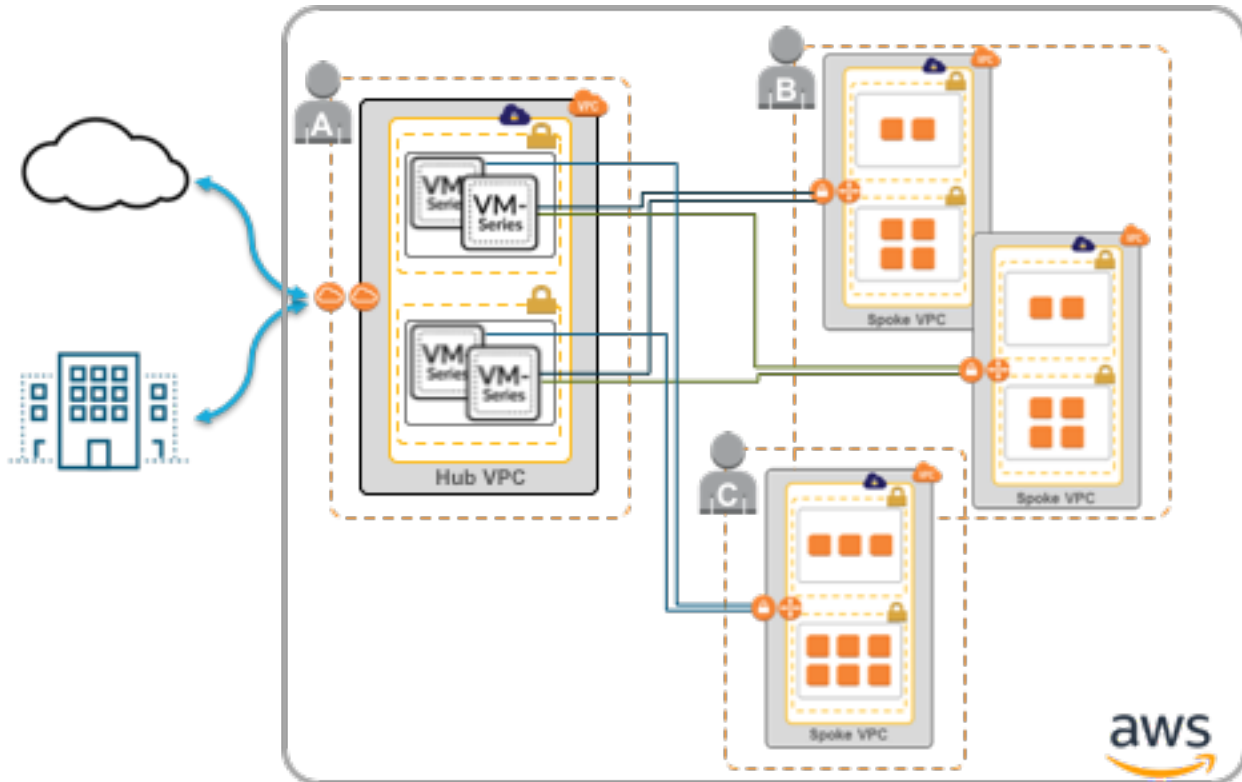 A
VPC
VM-
Series
VM-
Series
VM-
Series
VM-
Series
Hub VPC
B
VPC
Spoke VPC
VPC
Spoke VPC
C
VPC
Spoke VPC
aws